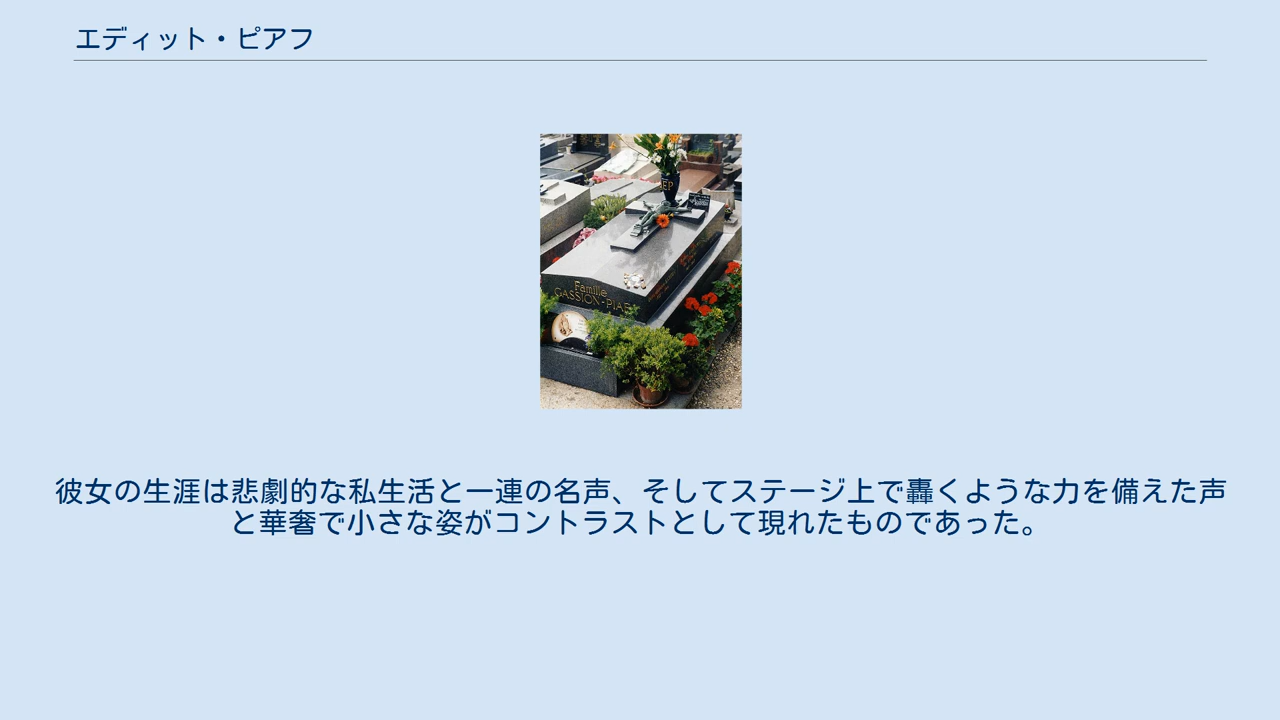 エディット・ピアフ
EP
Famille
GASSION-PIAF
彼女の生涯は悲劇的な私生活と一連の名声、そしてステージ上で轟くような力を備えた声
と華奢で小さな姿がコントラストとして現れたものであった。